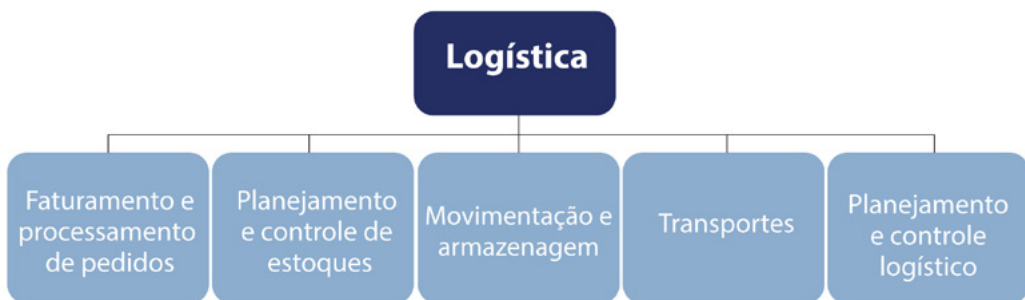 Logística
Faturamento e
processamento
de pedidos
Planejamento
e controle de
estoques
Movimentação e
armazenagem
Transportes
Planejamento
e controle
logístico